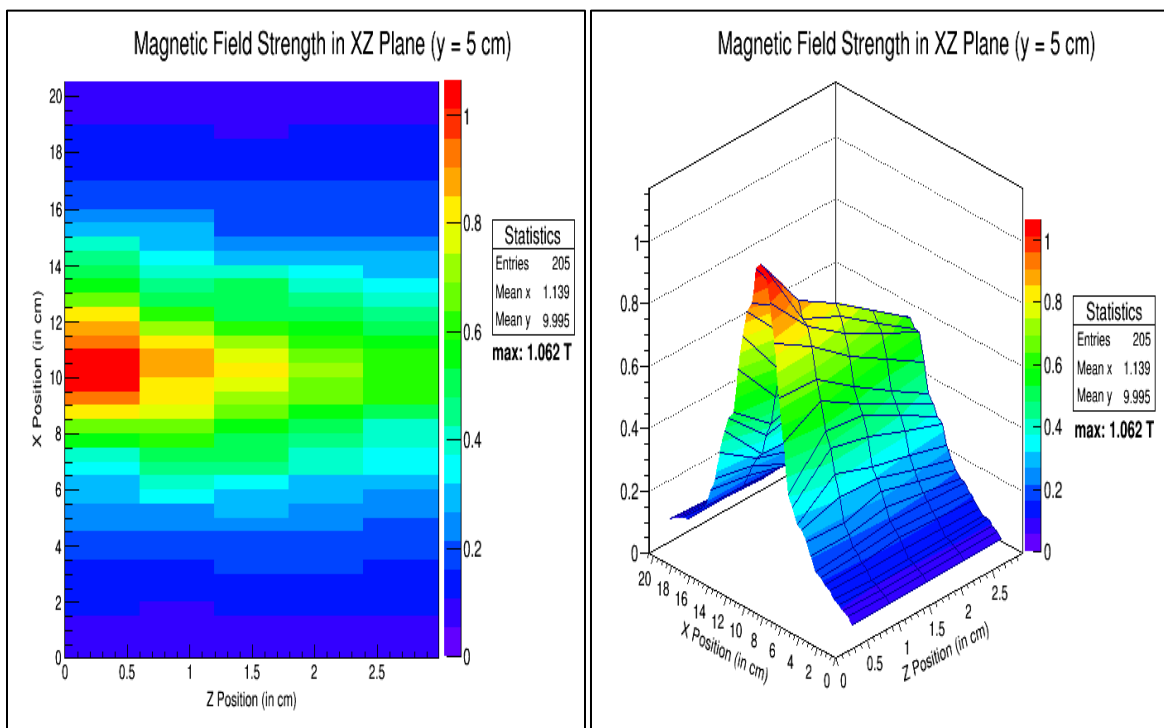 Magnetic Field Strength in XZ Plane (y = 5 cm)
20
18
16
14
12
10
8
6
4
2
0
X Position (in cm)
0
0.5
1
1.5
2
2.5
Z Position (in cm)
1
0.8
0.6
0.4
0.2
0
Statistics
Entries 205
Mean x 1.139
Mean y 9.995
max: 1.062 T
Magnetic Field Strength in XZ Plane (y = 5 cm)
1
0.8
0.6
0.4
0.2
0
20 18 16 14 12 10 8 6 4 2 0
X Position (in cm)
0 0.5 1 1.5 2 2.5
Z Position (in cm)
1
0.8
0.6
0.4
0.2
0
Statistics
Entries 205
Mean x 1.139
Mean y 9.995
max: 1.062 T